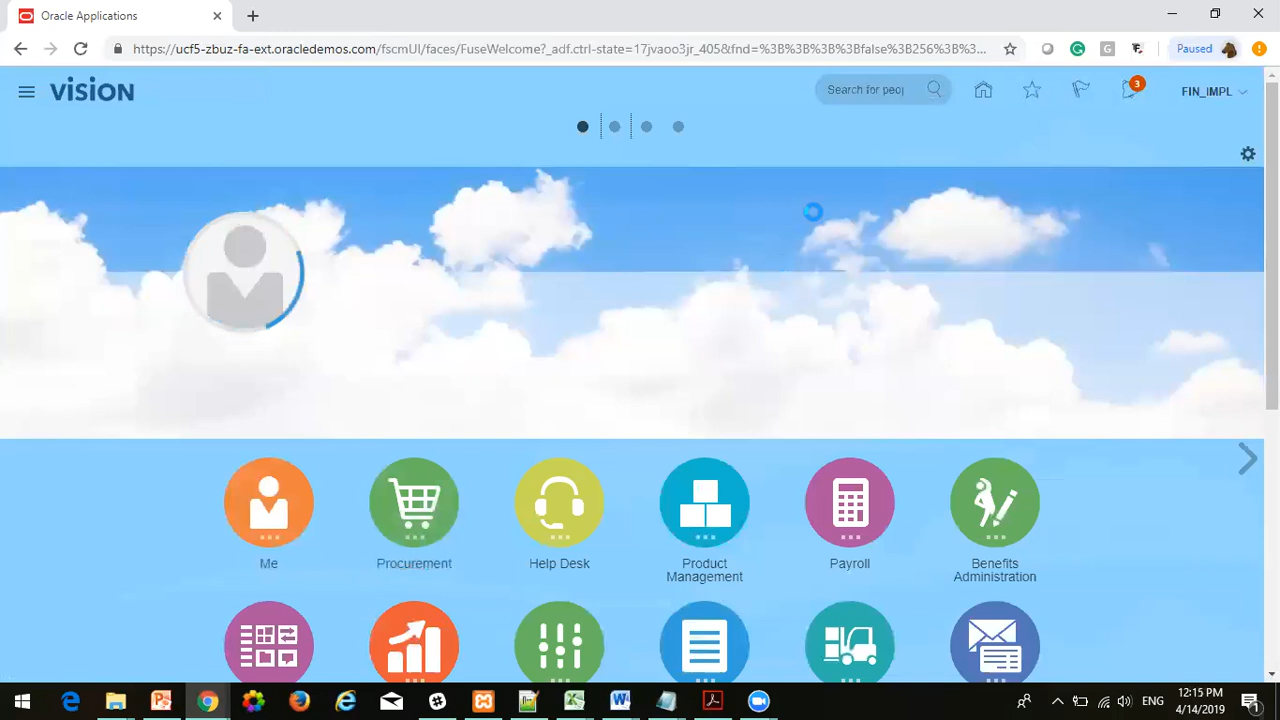 Oracle Applications
https://ucf5-zbuz-fa-ext.oracledemos.com/fscmUI/faces/FuseWelcome?_adf.ctrl-state=17jvaoo3jr_405&fnd=%3B%3B%3B%3Bfalse%3B256%3B%3...
Paused
vision
Search for peop
3
FIN_IMPL
Me
Procurement
Help Desk
Product
Management
Payroll
Benefits
Administration
ENG
12:15 PM
4/14/2019
1